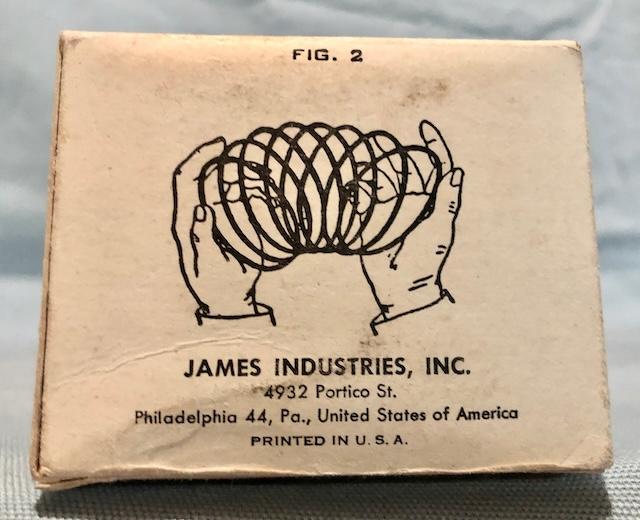 FIG. 2
JAMES INDUSTRIES, INC.
4932 Portico St.
Philadelphia 44, Pa., United States of America
PRINTED IN U. S. A.